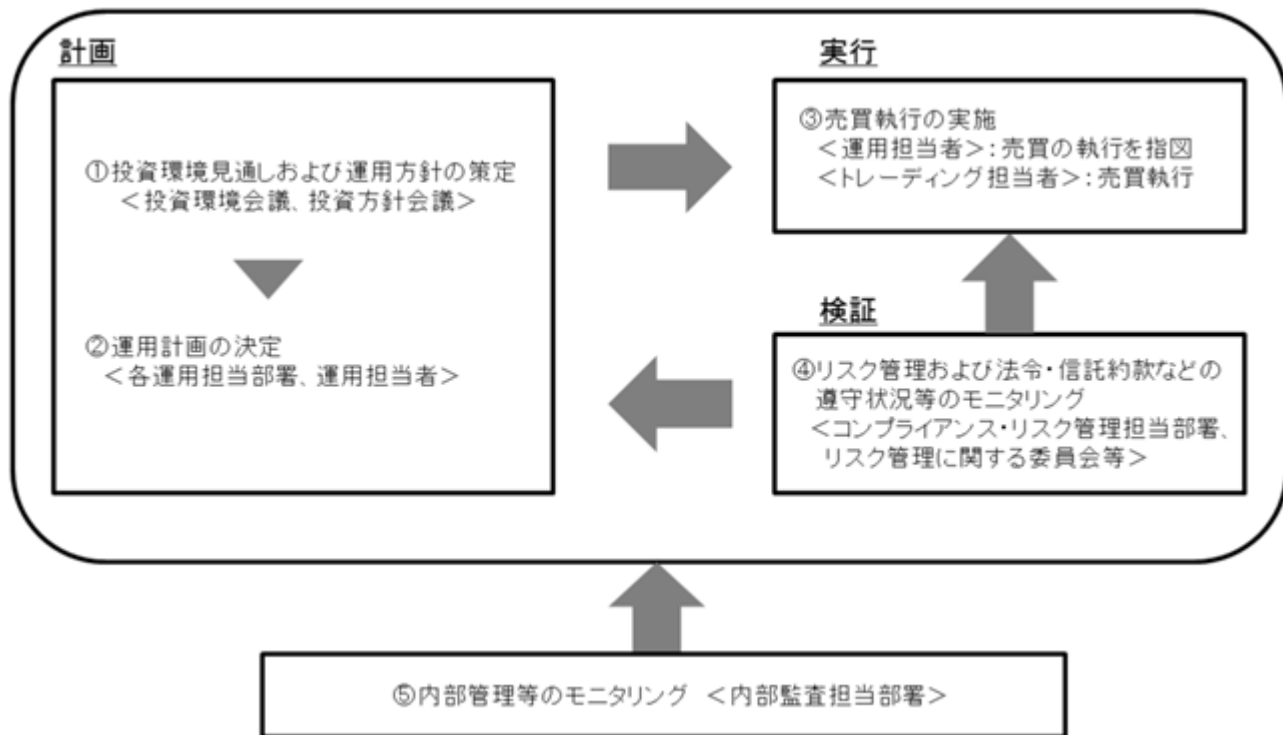 計画
①投資環境見通しおよび運用方針の策定
＜投資環境会議、投資方針会議＞
②運用計画の決定
＜各運用担当部署、運用担当者＞
実行
③売買執行の実施
＜運用担当者＞：売買の執行を指図
＜トレーディング担当者＞：売買執行
検証
④リスク管理および法令・信託約款などの
遵守状況等のモニタリング
＜コンプライアンス・リスク管理担当部署、
リスク管理に関する委員会等＞
⑤内部管理等のモニタリング ＜内部監査担当部署＞